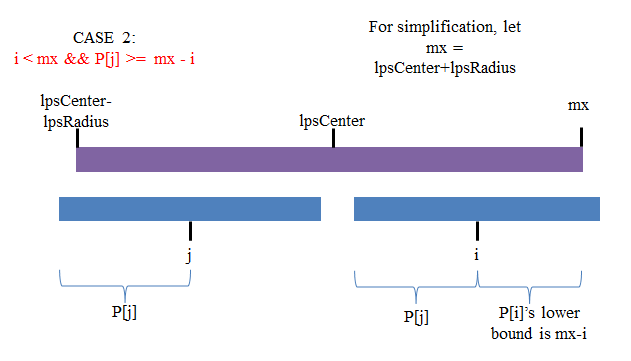 CASE 2:
i < mx && P[j] >= mx - i
For simplification, let
mx =
lpsCenter+lpsRadius
lpsCenter-
lpsRadius
lpsCenter
mx
j
i
P[j]
P[j]
P[i]’s lower
bound is mx-i